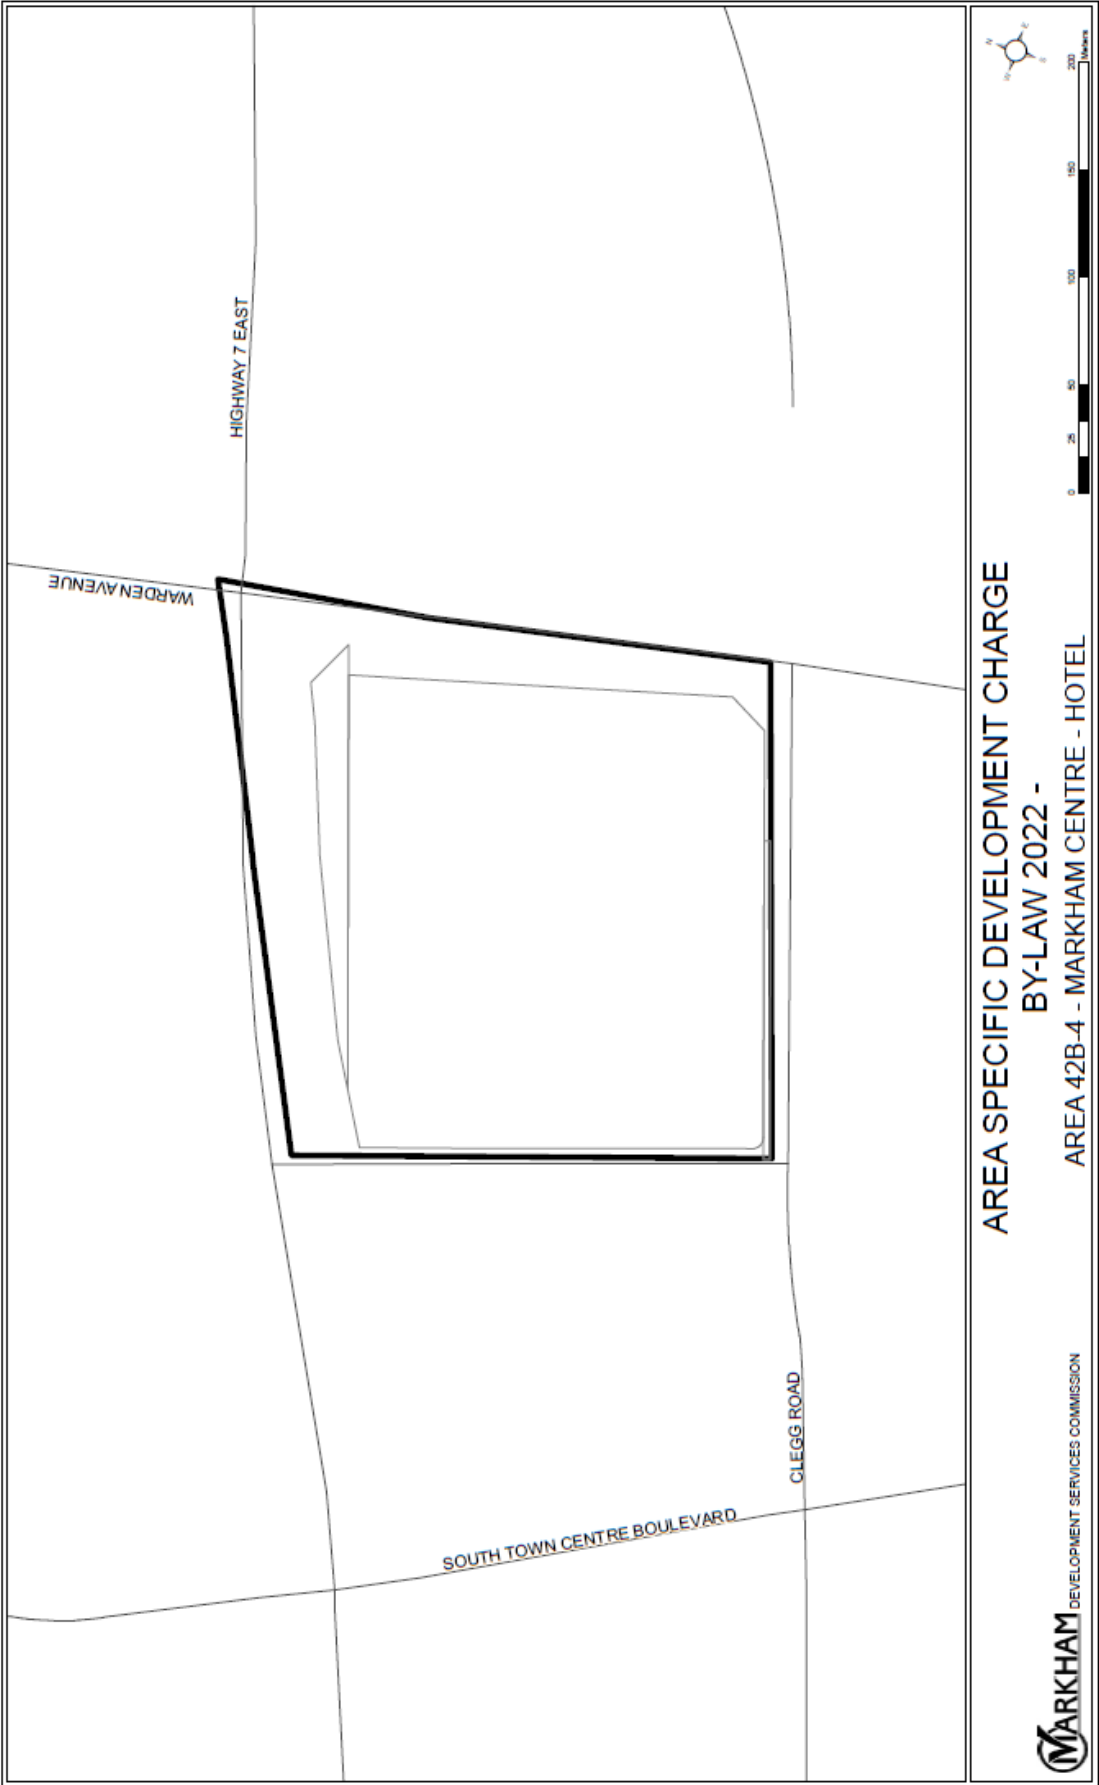 WARDEN AVENUE
HIGHWAY 7 EAST
SOUTH TOWN CENTRE BOULEVARD
CLEGG ROAD
MARKHAM DEVELOPMENT SERVICES COMMISSION
AREA SPECIFIC DEVELOPMENT CHARGE
BY-LAW 2022 -
AREA 42B-4 - MARKHAM CENTRE - HOTEL
N
E
S
W
0 25 50 100 150 200
Meters